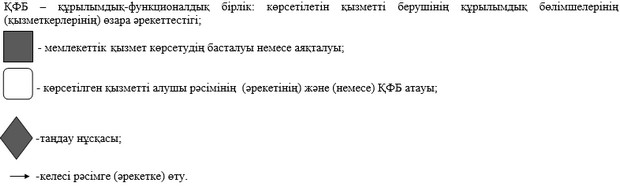 ҚФБ – құрылымдық-функционалдық бірлік: көрсетілетін қызметті берушінің құрылымдық бөлімшелерінің
(қызметкерлерінің) өзара әрекеттестігі;
- мемлекеттік қызмет көрсетудің басталуы немесе аяқталуы;
- көрсетілген қызметті алушы рәсімінің (әрекетінің) және (немесе) ҚФБ атауы;
-таңдау нұсқасы;
-келесі рәсімге (әрекетке) өту.